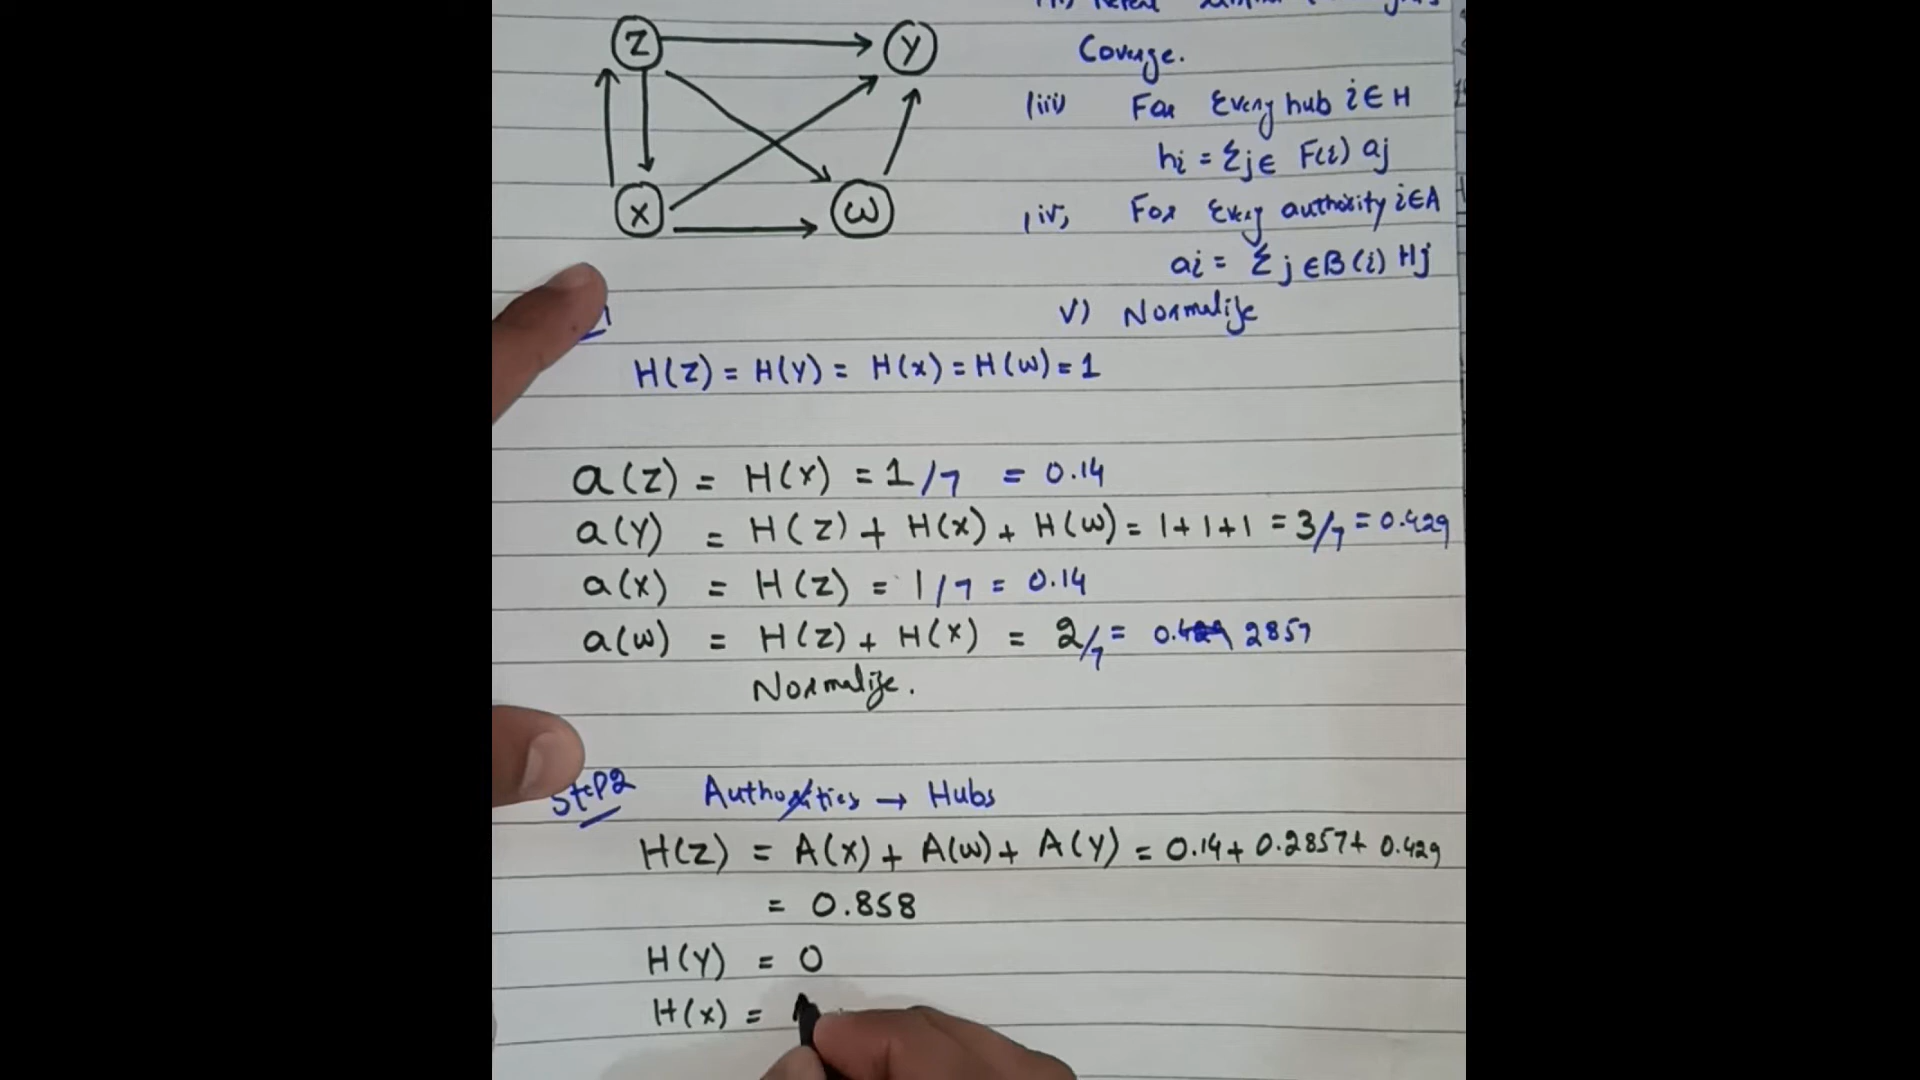 Z Y
Coverge.
(iii) For Every hub i∈H
hi = Σj∈ F(i) aj
X W
(iv) For Every authority i∈A
ai = Σj∈B(i) Hj
v) Normalize
H(Z) = H(Y) = H(x) = H(w) = 1
a(z) = H(x) = 1/7 = 0.14
a(Y) = H(z) + H(x) + H(w) = 1+1+1 = 3/7 = 0.429
a(x) = H(z) = 1/7 = 0.14
a(w) = H(z) + H(x) = 2/7 = 0. 2857
Normalize.
Step2 Authorities → Hubs
H(z) = A(x) + A(w) + A(Y) = 0.14 + 0.2857 + 0.429
= 0.858
H(Y) = 0
H(x) =